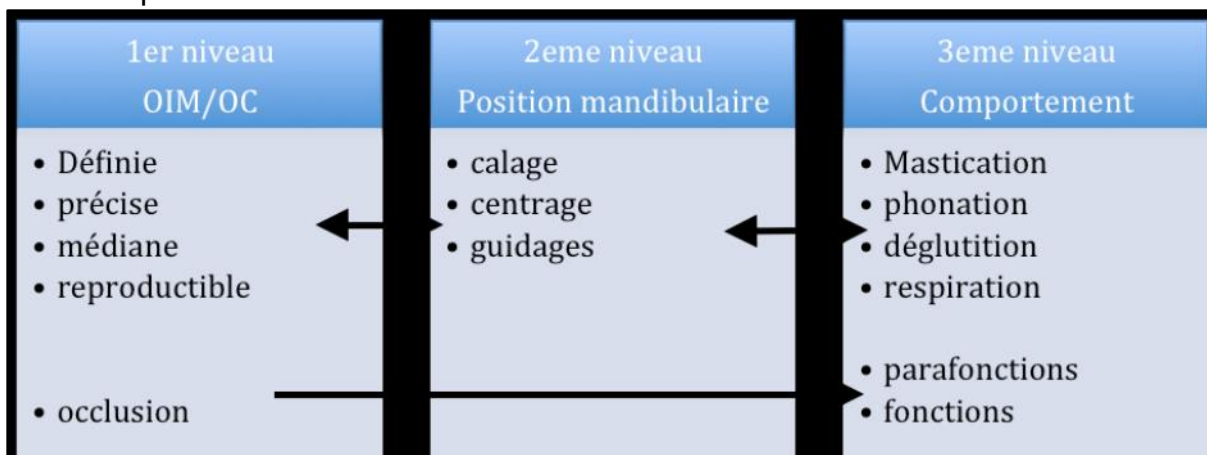 1er niveau
OIM/OC
• Définie
• précise
• médiane
• reproductible
• occlusion
2eme niveau
Position mandibulaire
• calage
• centrage
• guidages
3eme niveau
Comportement
• Mastication
• phonation
• déglutition
• respiration
• parafonctions
• fonctions